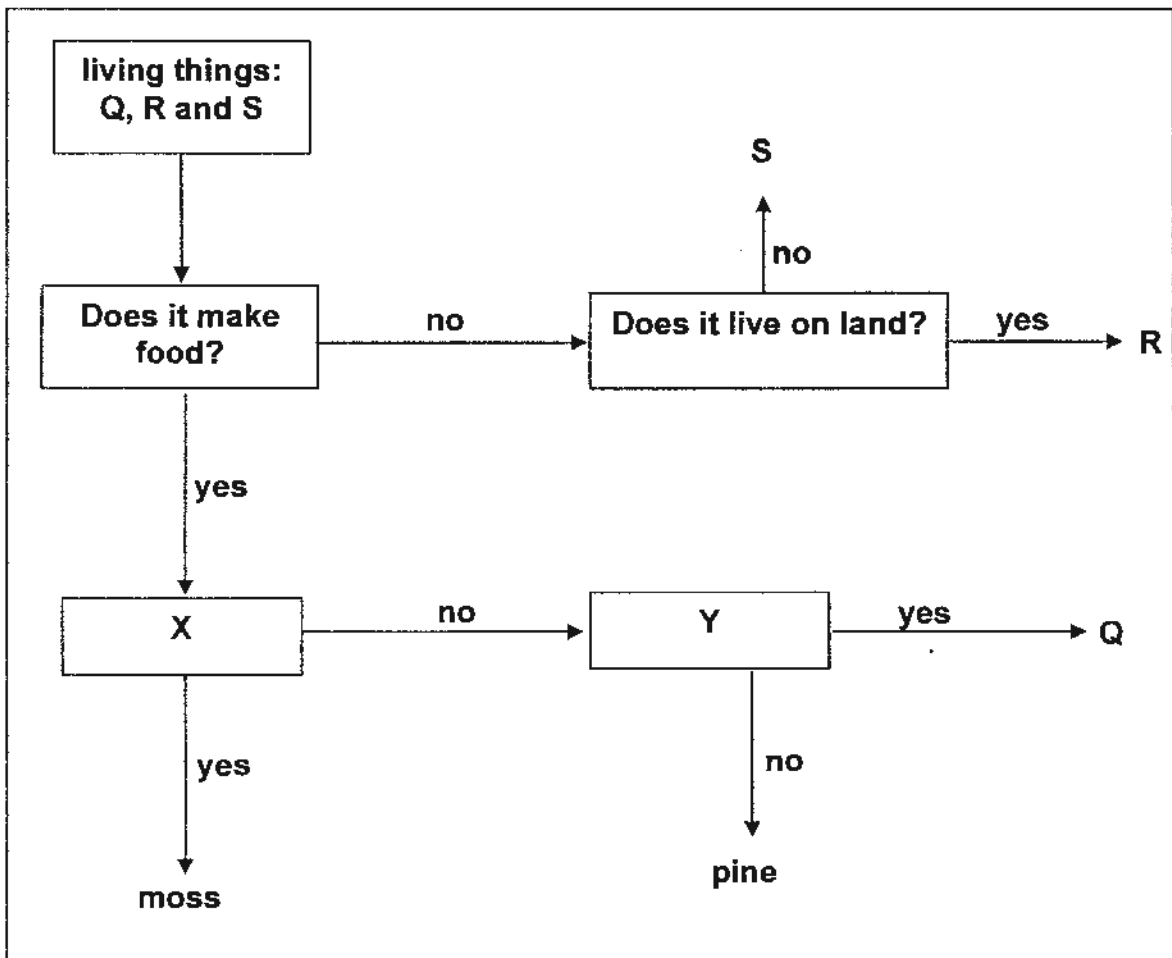 living things:
Q, R and S
S
no
Does it make
food?
no
Does it live on land?
yes
R
yes
X
no
Y
yes
Q
yes
no
moss
pine